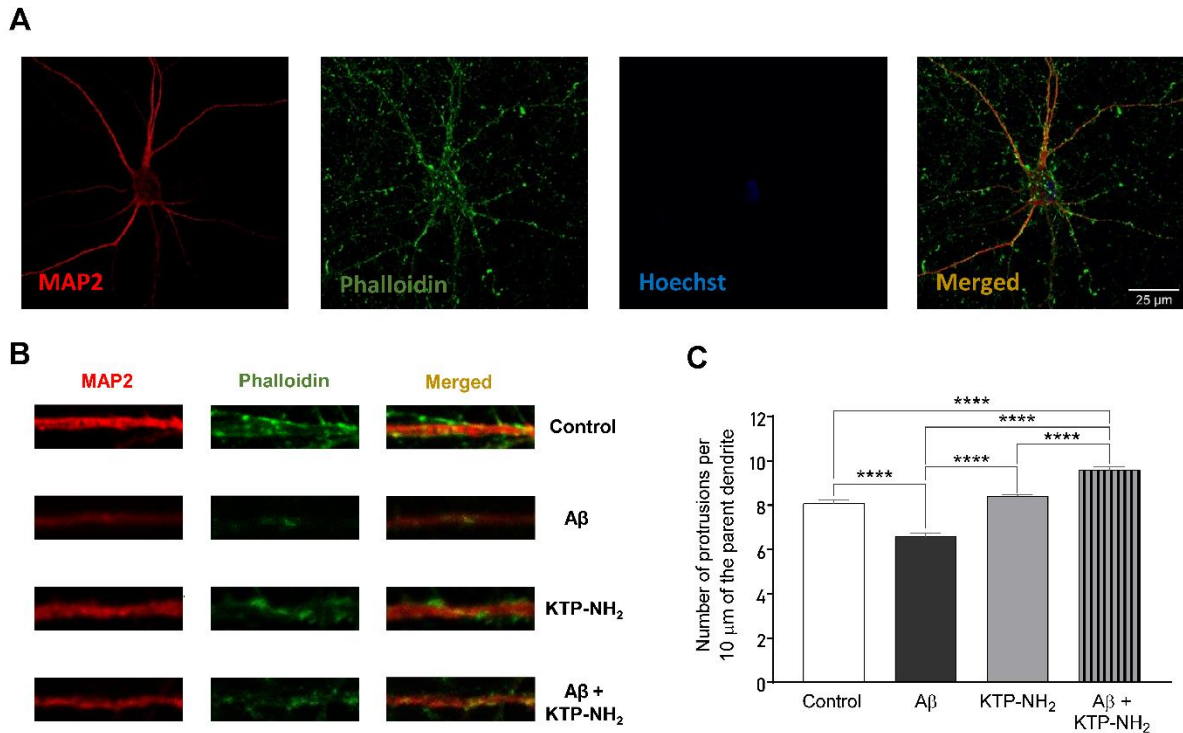 A
MAP2
Phalloidin
Hoechst
Merged
25 µm
B
MAP2
Phalloidin
Merged
Control
Aβ
KTP-NH₂
Aβ +
KTP-NH₂
C
Number of protrusions per
10 µm of the parent dendrite
12
10
8
6
4
2
0
****
****
****
****
****
Control
Aβ
KTP-NH₂
Aβ +
KTP-NH₂